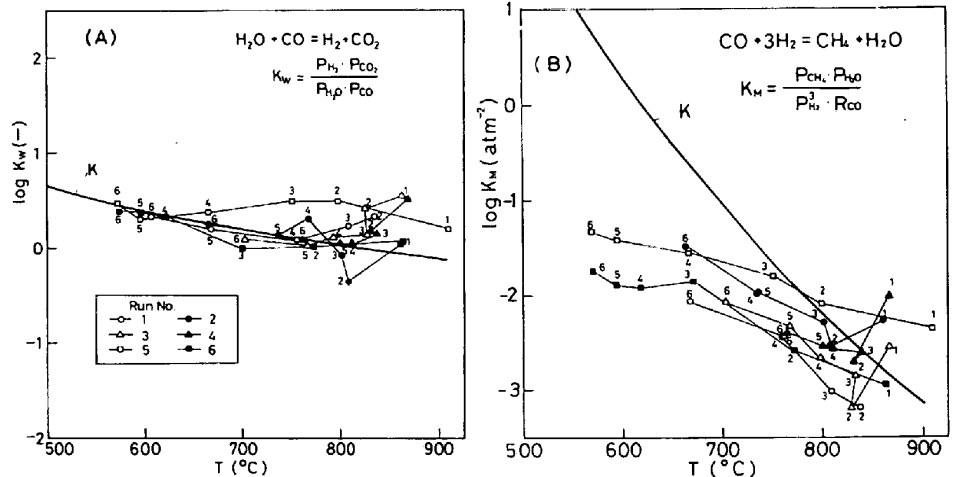 (A)
H₂O + CO = H₂ + CO₂
K_W = P_H₂ · P_CO₂ / P_H₂O · P_CO
log K_W (−)
2
1
0
−1
−2
K
Run No.
1 2
3 4
5 6
500 600 700 800 900
T (°C)
(B)
CO + 3H₂ = CH₄ + H₂O
K_M = P_CH₄ · P_H₂O / P³_H₂ · P_CO
log K_M (atm⁻²)
1
0
-1
-2
-3
K
500 600 700 800 900
T (°C)